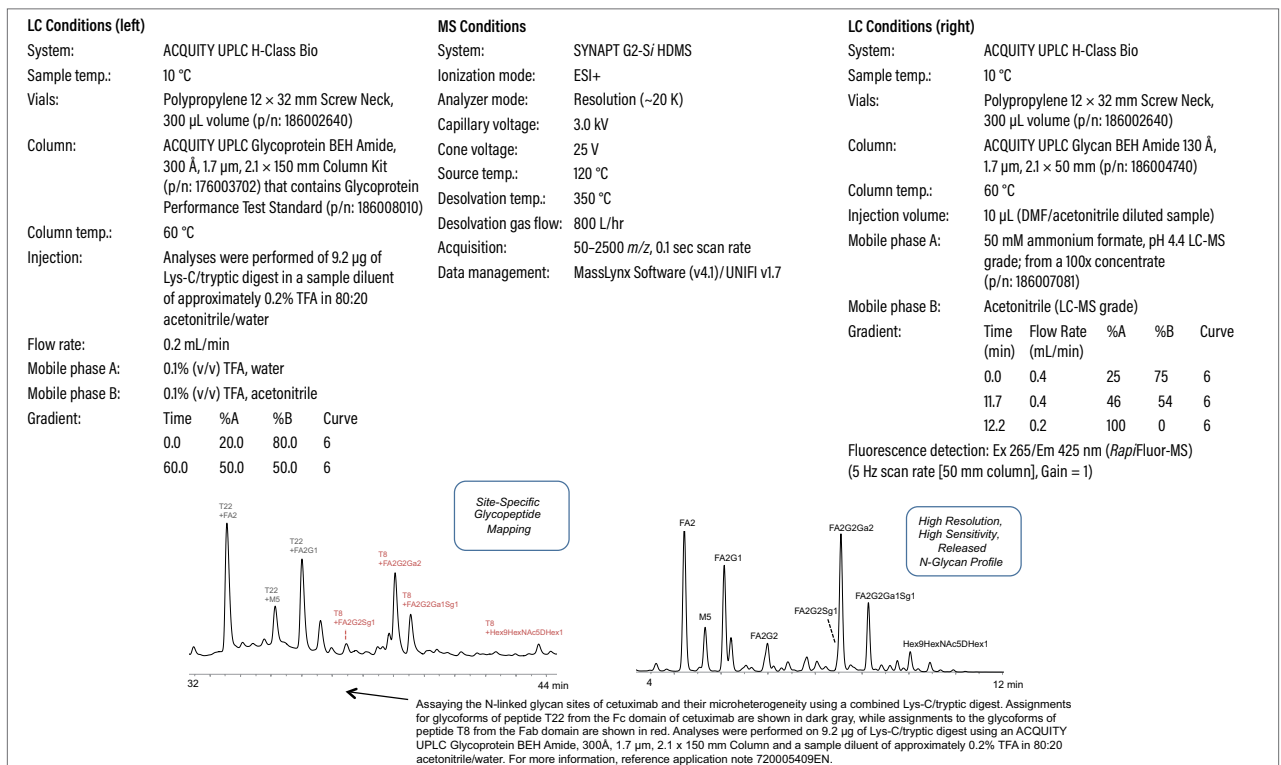 LC Conditions (left)
System: ACQUITY UPLC H-Class Bio
Sample temp.: 10 °C
Vials: Polypropylene 12 × 32 mm Screw Neck,
300 µL volume (p/n: 186002640)
Column: ACQUITY UPLC Glycoprotein BEH Amide,
300 Å, 1.7 µm, 2.1 × 150 mm Column Kit
(p/n: 176003702) that contains Glycoprotein
Performance Test Standard (p/n: 186008010)
Column temp.: 60 °C
Injection: Analyses were performed of 9.2 µg of
Lys-C/tryptic digest in a sample diluent
of approximately 0.2% TFA in 80:20
acetonitrile/water
Flow rate: 0.2 mL/min
Mobile phase A: 0.1% (v/v) TFA, water
Mobile phase B: 0.1% (v/v) TFA, acetonitrile
Gradient: Time %A %B Curve
0.0 20.0 80.0 6
60.0 50.0 50.0 6
MS Conditions
System: SYNAPT G2-Si HDMS
Ionization mode: ESI+
Analyzer mode: Resolution (~20 K)
Capillary voltage: 3.0 kV
Cone voltage: 25 V
Source temp.: 120 °C
Desolvation temp.: 350 °C
Desolvation gas flow: 800 L/hr
Acquisition: 50–2500 m/z, 0.1 sec scan rate
Data management: MassLynx Software (v4.1)/UNIFI v1.7
LC Conditions (right)
System: ACQUITY UPLC H-Class Bio
Sample temp.: 10 °C
Vials: Polypropylene 12 × 32 mm Screw Neck,
300 µL volume (p/n: 186002640)
Column: ACQUITY UPLC Glycan BEH Amide 130 Å,
1.7 µm, 2.1 × 50 mm (p/n: 186004740)
Column temp.: 60 °C
Injection volume: 10 µL (DMF/acetonitrile diluted sample)
Mobile phase A: 50 mM ammonium formate, pH 4.4 LC-MS
grade; from a 100x concentrate
(p/n: 186007081)
Mobile phase B: Acetonitrile (LC-MS grade)
Gradient: Time Flow Rate %A %B Curve
(min) (mL/min)
0.0 0.4 25 75 6
11.7 0.4 46 54 6
12.2 0.2 100 0 6
Fluorescence detection: Ex 265/Em 425 nm (RapiFluor-MS)
(5 Hz scan rate [50 mm column], Gain = 1)
T22
+FA2
T22
+M5
T22
+FA2G1
T8
+FA2G2Sg1
T8
+FA2G2Ga2
T8
+FA2G2Ga1Sg1
T8
+Hex9HexNAc5DHex1
Site-Specific
Glycopeptide
Mapping
32 44 min
FA2
M5
FA2G1
FA2G2
FA2G2Sg1
FA2G2Ga2
FA2G2Ga1Sg1
Hex9HexNAc5DHex1
High Resolution,
High Sensitivity,
Released
N-Glycan Profile
4 12 min
Assaying the N-linked glycan sites of cetuximab and their microheterogeneity using a combined Lys-C/tryptic digest. Assignments
for glycoforms of peptide T22 from the Fc domain of cetuximab are shown in dark gray, while assignments to the glycoforms of
peptide T8 from the Fab domain are shown in red. Analyses were performed on 9.2 µg of Lys-C/tryptic digest using an ACQUITY
UPLC Glycoprotein BEH Amide, 300Å, 1.7 µm, 2.1 x 150 mm Column and a sample diluent of approximately 0.2% TFA in 80:20
acetonitrile/water. For more information, reference application note 720005409EN.